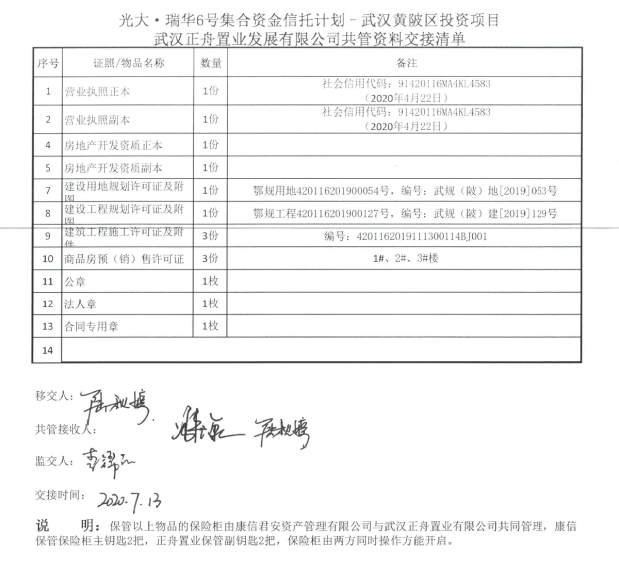 光大·瑞华6号集合资金信托计划－武汉黄陂区投资项目
武汉正舟置业发展有限公司共管资料交接清单
序号 证照/物品名称 数量 备注
1 营业执照正本 1份 社会信用代码：91420116MA4KL4583
（2020年4月22日）
2 营业执照副本 1份 社会信用代码：91420116MA4KL4583
（2020年4月22日）
4 房地产开发资质正本 1份
5 房地产开发资质副本 1份
7 建设用地规划许可证及附图 1份 鄂规用地420116201900054号，编号：武规（陂）地[2019]053号
8 建设工程规划许可证及附图 1份 鄂规工程420116201900127号，编号：武规（陂）建[2019]129号
9 建筑工程施工许可证及附件 3份 编号：4201162019111300114BJ001
10 商品房预（销）售许可证 3份 1#、2#、3#楼
11 公章 1枚
12 法人章 1枚
13 合同专用章 1枚
14
移交人：
共管接收人：
监交人：
交接时间：2020.7.13
说 明：保管以上物品的保险柜由康信君安资产管理有限公司与武汉正舟置业有限公司共同管理，康信
保管保险柜主钥匙2把，正舟置业保管副钥匙2把，保险柜由两方同时操作方能开启。